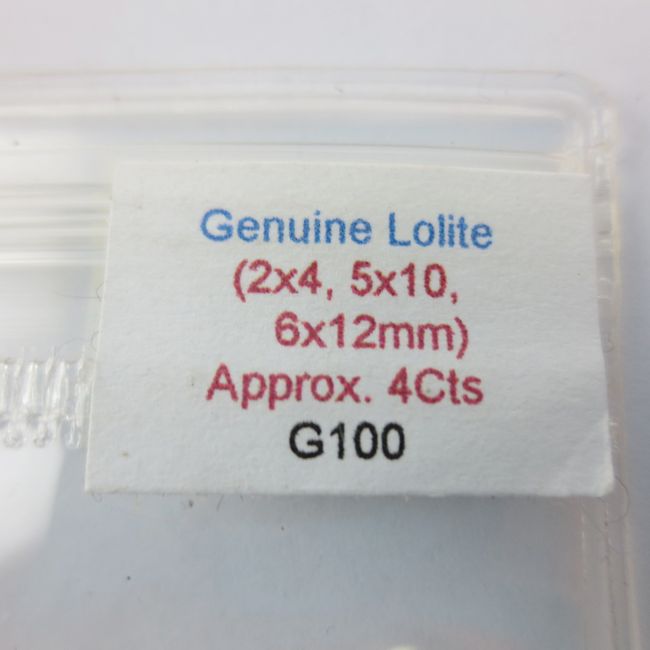 Genuine Lolite
(2x4, 5x10,
6x12mm)
Approx. 4Cts
G100